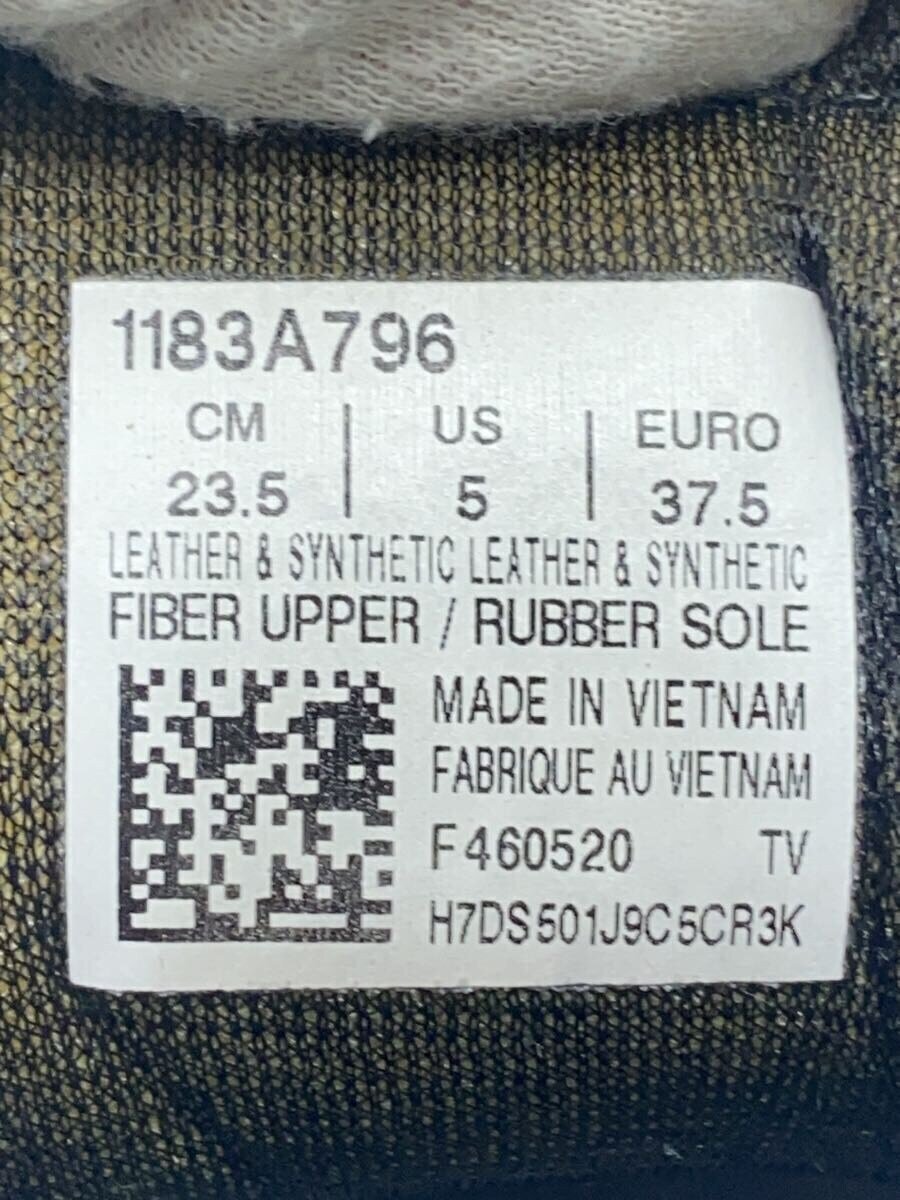 1183A796
CM | US | EURO
23.5 | 5 | 37.5
LEATHER & SYNTHETIC LEATHER & SYNTHETIC
FIBER UPPER / RUBBER SOLE
MADE IN VIETNAM
FABRIQUE AU VIETNAM
F460520 TV
H7DS501J9C5CR3K